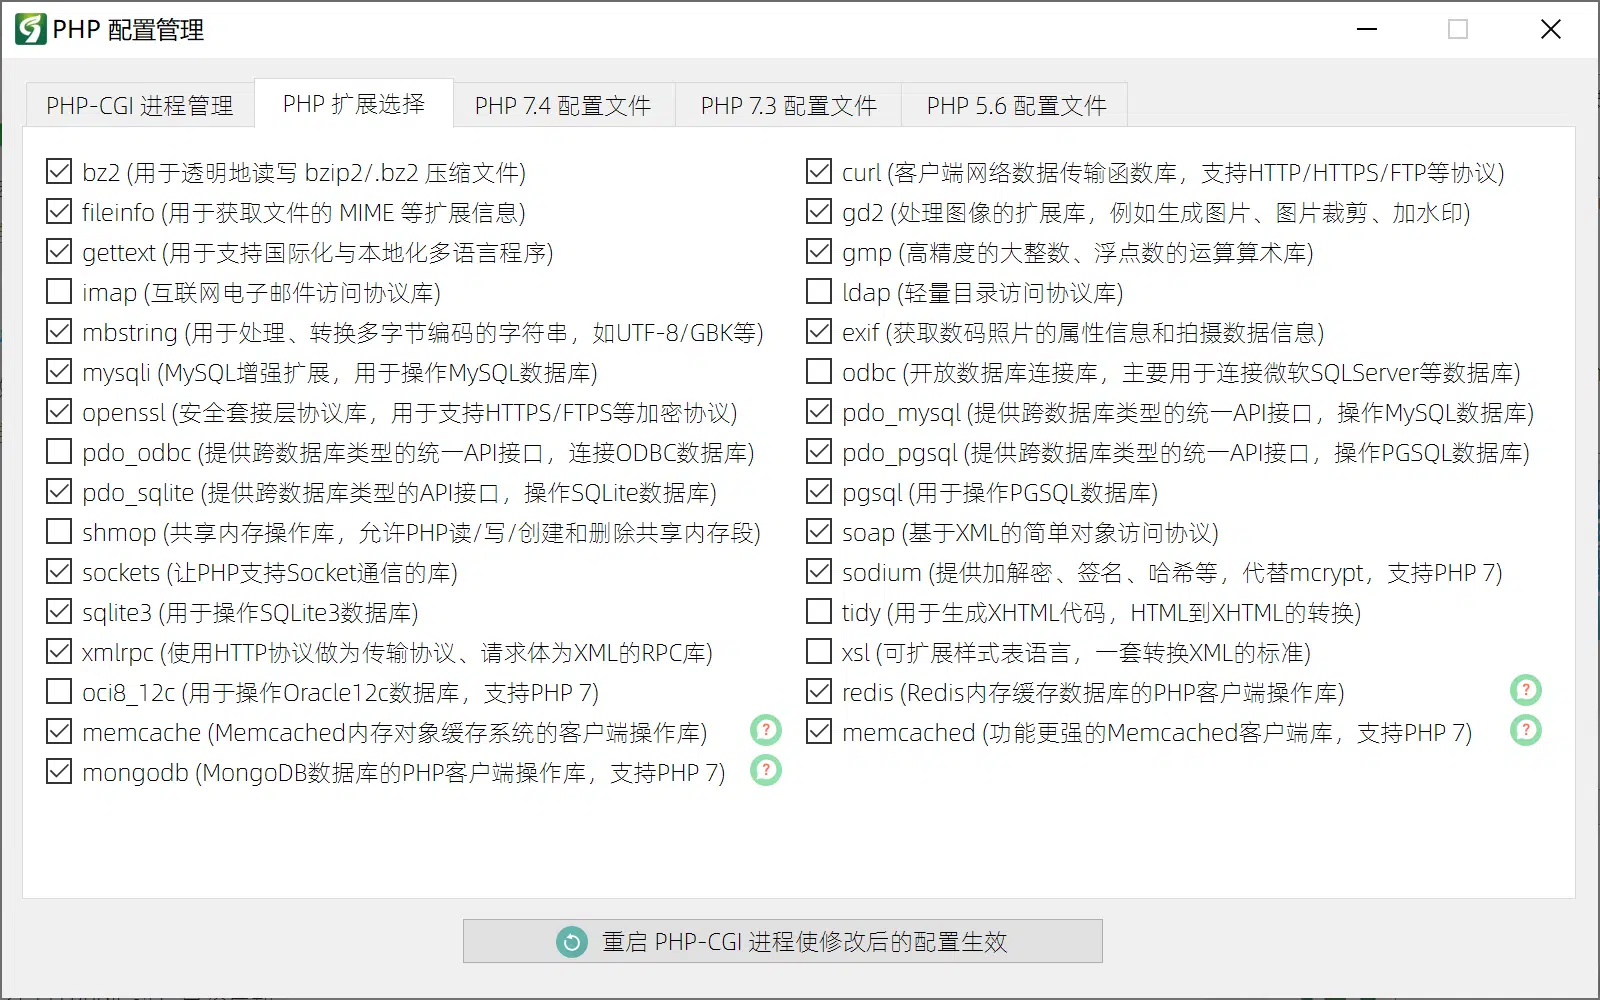 PHP 配置管理
PHP-CGI 进程管理
PHP 扩展选择
PHP 7.4 配置文件
PHP 7.3 配置文件
PHP 5.6 配置文件
bz2 (用于透明地读写 bzip2/.bz2 压缩文件)
curl (客户端网络数据传输函数库，支持HTTP/HTTPS/FTP等协议)
fileinfo (用于获取文件的 MIME 等扩展信息)
gd2 (处理图像的扩展库，例如生成图片、图片裁剪、加水印)
gettext (用于支持国际化与本地化多语言程序)
gmp (高精度的大整数、浮点数的运算算术库)
imap (互联网电子邮件访问协议库)
ldap (轻量目录访问协议库)
mbstring (用于处理、转换多字节编码的字符串，如UTF-8/GBK等)
exif (获取数码照片的属性信息和拍摄数据信息)
mysqli (MySQL增强扩展，用于操作MySQL数据库)
odbc (开放数据库连接库，主要用于连接微软SQLServer等数据库)
openssl (安全套接层协议库，用于支持HTTPS/FTPS等加密协议)
pdo_mysql (提供跨数据库类型的统一API接口，操作MySQL数据库)
pdo_odbc (提供跨数据库类型的统一API接口，连接ODBC数据库)
pdo_pgsql (提供跨数据库类型的统一API接口，操作PGSQL数据库)
pdo_sqlite (提供跨数据库类型的API接口，操作SQLite数据库)
pgsql (用于操作PGSQL数据库)
shmop (共享内存操作库，允许PHP读/写/创建和删除共享内存段)
soap (基于XML的简单对象访问协议)
sockets (让PHP支持Socket通信的库)
sodium (提供加解密、签名、哈希等，代替mcrypt，支持PHP 7)
sqlite3 (用于操作SQLite3数据库)
tidy (用于生成XHTML代码，HTML到XHTML的转换)
xmlrpc (使用HTTP协议做为传输协议、请求体为XML的RPC库)
xsl (可扩展样式表语言，一套转换XML的标准)
oci8_12c (用于操作Oracle12c数据库，支持PHP 7)
redis (Redis内存缓存数据库的PHP客户端操作库)
?
memcache (Memcached内存对象缓存系统的客户端操作库)
?
memcached (功能更强的Memcached客户端库，支持PHP 7)
?
mongodb (MongoDB数据库的PHP客户端操作库，支持PHP 7)
?
重启 PHP-CGI 进程使修改后的配置生效